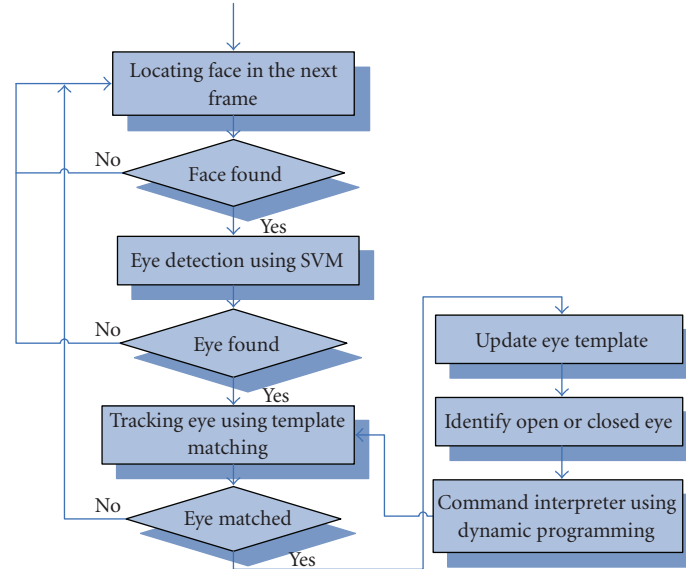 Locating face in the next
frame
No
Face found
Yes
Eye detection using SVM
No
Eye found
Yes
Tracking eye using template
matching
No
Eye matched
Yes
Update eye template
Identify open or closed eye
Command interpreter using
dynamic programming